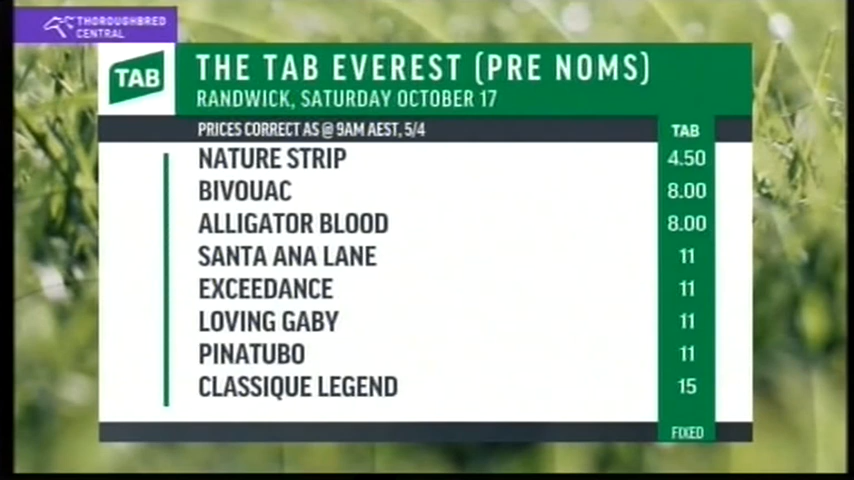 THOROUGHBRED
CENTRAL
TAB
THE TAB EVEREST (PRE NOMS)
RANDWICK, SATURDAY OCTOBER 17
PRICES CORRECT AS @ 9AM AEST, 5/4 TAB
NATURE STRIP 4.50
BIVOUAC 8.00
ALLIGATOR BLOOD 8.00
SANTA ANA LANE 11
EXCEEDANCE 11
LOVING GABY 11
PINATUBO 11
CLASSIQUE LEGEND 15
FIXED